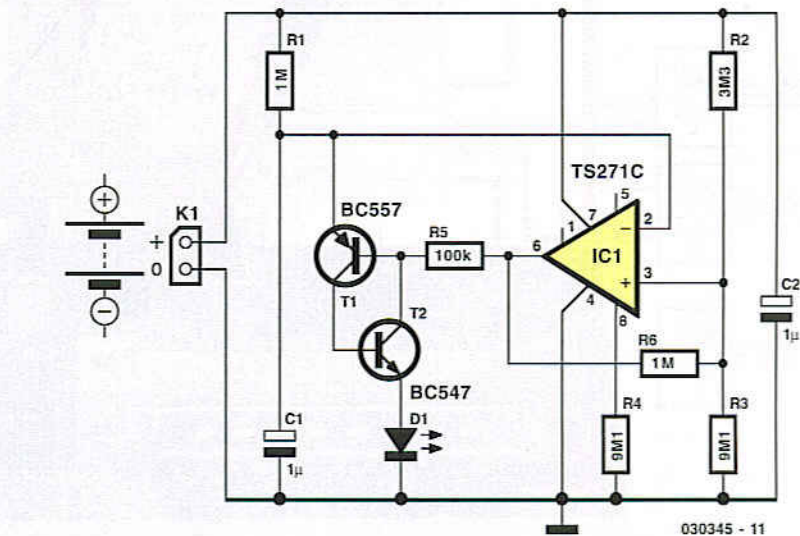 R1
1M
R2
3M3
TS271C
5
K1
BC557
1
7
2
−
+
R5
100k
6
IC1
0
+
3
T1
T2
4
8
C2
1µ
R6
1M
BC547
C1
1µ
D1
R4
9M1
R3
9M1
+
−
030345 - 11